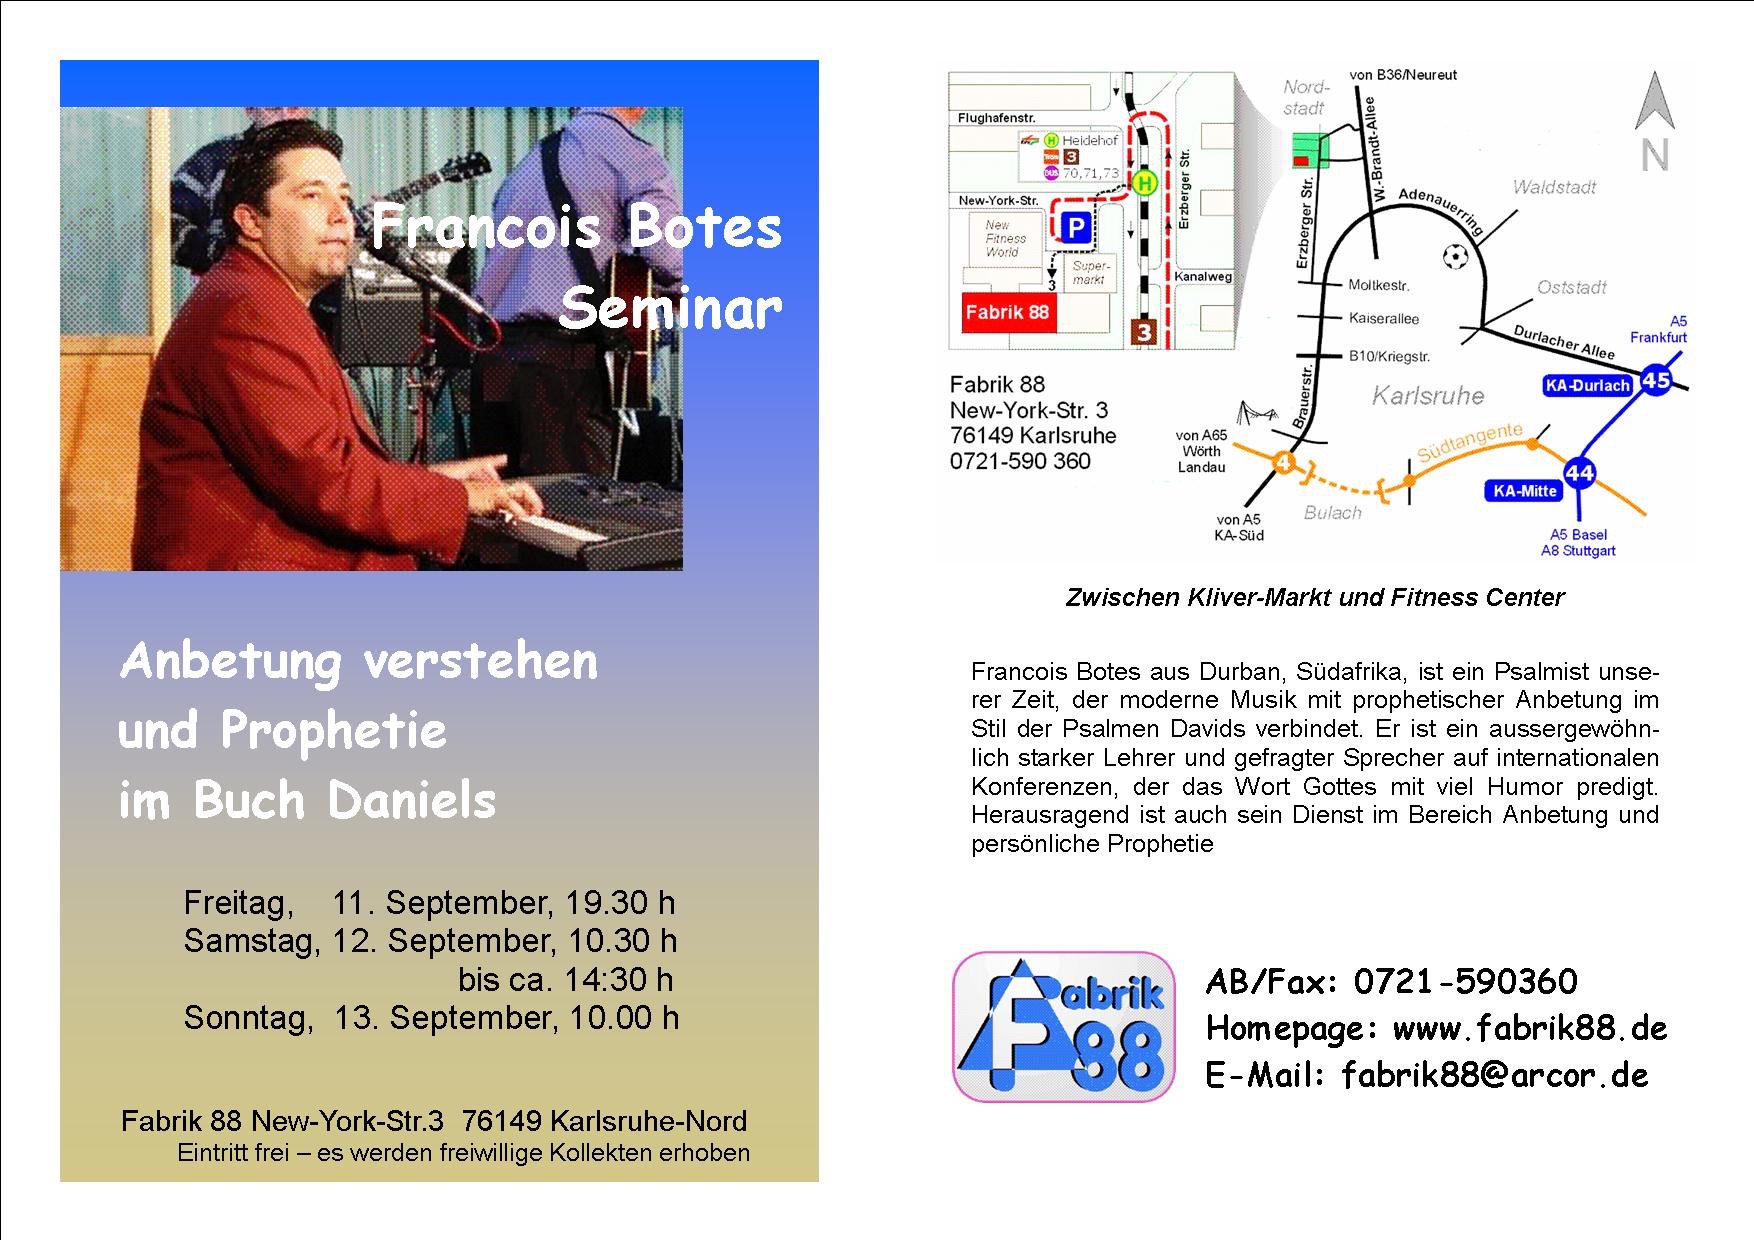 Francois Botes
Seminar
Anbetung verstehen
und Prophetie
im Buch Daniels
Freitag, 11. September, 19.30 h
Samstag, 12. September, 10.30 h
bis ca. 14:30 h
Sonntag, 13. September, 10.00 h
Fabrik 88 New-York-Str.3 76149 Karlsruhe-Nord
Eintritt frei – es werden freiwillige Kollekten erhoben
Flughafenstr.
H Heidehof
Tram 3
BUS 70,71,73
H
New-York-Str.
Erzberger Str.
P
New
Fitness
World
Super-
markt
3
Kanalweg
Fabrik 88
3
von B36/Neureut
Nord-
stadt
N
W.-Brandt-Allee
Erzberger Str.
Adenauerring
Waldstadt
Moltkestr.
Oststadt
Kaiserallee
Durlacher Allee
A5
Frankfurt
B10/Kriegstr.
KA-Durlach
45
Karlsruhe
Brauerstr.
von A65
Wörth
Landau
4
Südtangente
44
KA-Mitte
Bulach
von A5
KA-Süd
A5 Basel
A8 Stuttgart
Fabrik 88
New-York-Str. 3
76149 Karlsruhe
0721-590 360
Zwischen Kliver-Markt und Fitness Center
Francois Botes aus Durban, Südafrika, ist ein Psalmist unse-
rer Zeit, der moderne Musik mit prophetischer Anbetung im
Stil der Psalmen Davids verbindet. Er ist ein aussergewöhn-
lich starker Lehrer und gefragter Sprecher auf internationalen
Konferenzen, der das Wort Gottes mit viel Humor predigt.
Herausragend ist auch sein Dienst im Bereich Anbetung und
persönliche Prophetie
Fabrik
88
AB/Fax: 0721-590360
Homepage: www.fabrik88.de
E-Mail: fabrik88@arcor.de